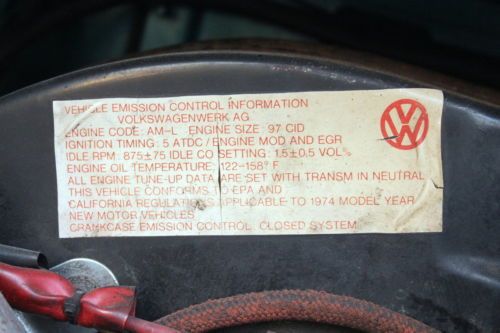 VEHICLE EMISSION CONTROL INFORMATION
VOLKSWAGENWERK AG
ENGINE CODE: AM-L ENGINE SIZE: 97 CID
IGNITION TIMING: 5 ATDC / ENGINE MOD AND EGR
IDLE RPM: 875±75 IDLE CO SETTING: 1.5±0.5 VOL%
ENGINE OIL TEMPERATURE: 122-158° F
ALL ENGINE TUNE-UP DATA ARE SET WITH TRANSM IN NEUTRAL
THIS VEHICLE CONFORMS TO EPA AND
CALIFORNIA REGULATIONS APPLICABLE TO 1974 MODEL YEAR
NEW MOTOR VEHICLES
CRANKCASE EMISSION CONTROL CLOSED SYSTEM